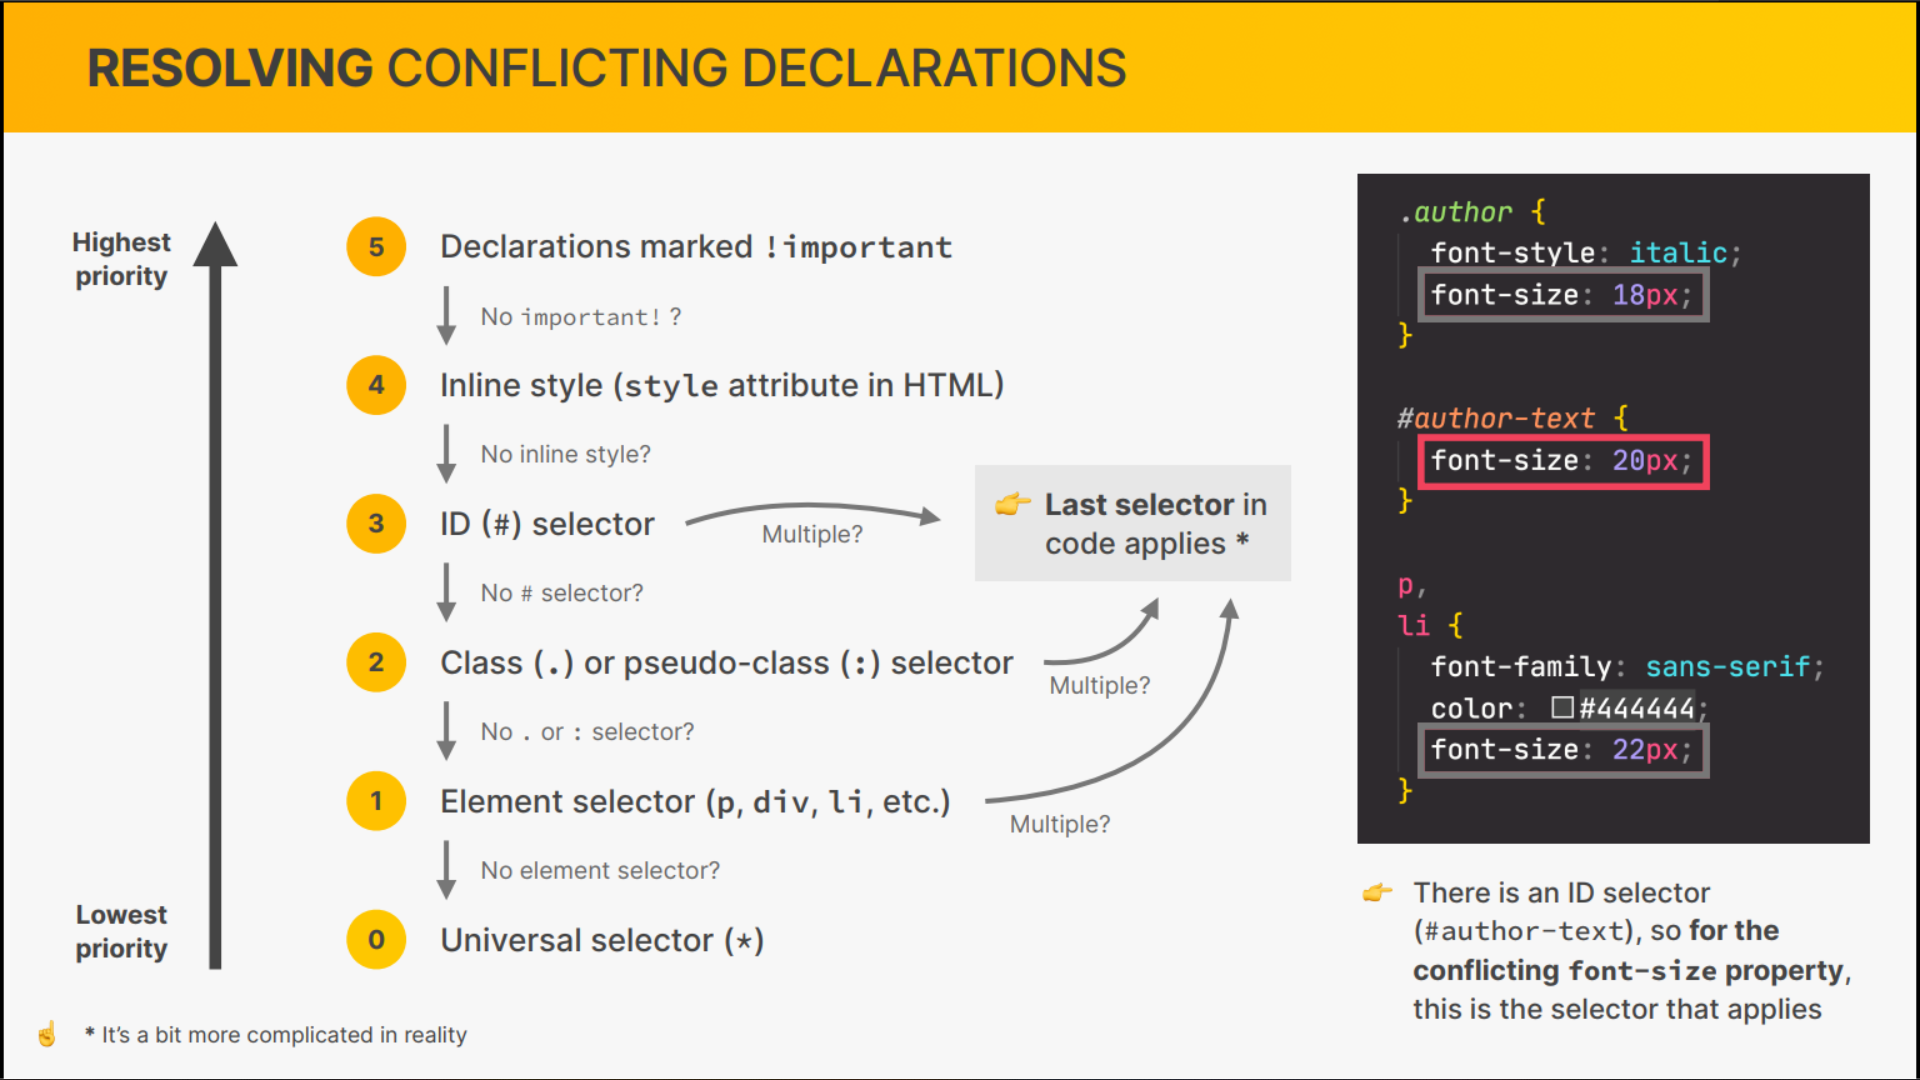 RESOLVING CONFLICTING DECLARATIONS
Highest
priority
5
Declarations marked !important
No important! ?
4
Inline style (style attribute in HTML)
No inline style?
3
ID (#) selector
Multiple?
👉 Last selector in
code applies *
No # selector?
2
Class (.) or pseudo-class (:) selector
Multiple?
No . or : selector?
1
Element selector (p, div, li, etc.)
Multiple?
No element selector?
Lowest
priority
0
Universal selector (*)
☝️ * It's a bit more complicated in reality
.author {
font-style: italic;
font-size: 18px;
}
#author-text {
font-size: 20px;
}
p,
li {
font-family: sans-serif;
color: #444444;
font-size: 22px;
}
👉 There is an ID selector
(#author-text), so for the
conflicting font-size property,
this is the selector that applies